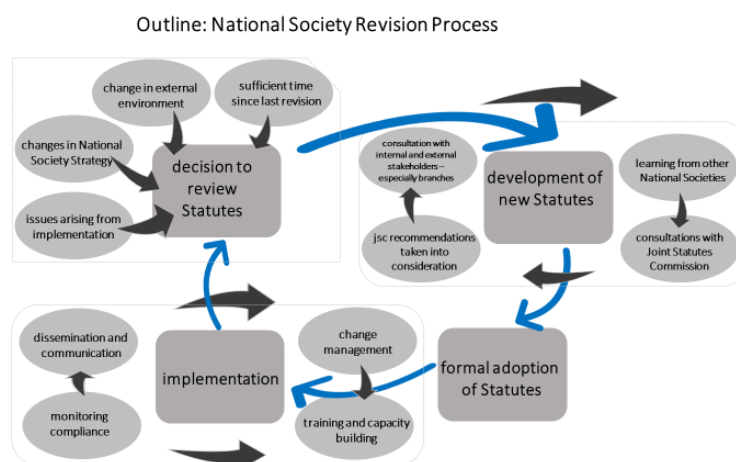 Outline: National Society Revision Process
change in external
environment
sufficient time
since last revision
changes in National
Society Strategy
decision to
review
Statutes
issues arising from
implementation
consultation with
internal and external
stakeholders –
especially branches
development of
new Statutes
learning from other
National Societies
jsc recommendations
taken into
consideration
consultations with
Joint Statutes
Commission
dissemination and
communication
implementation
change
management
formal adoption
of Statutes
monitoring
compliance
training and capacity
building